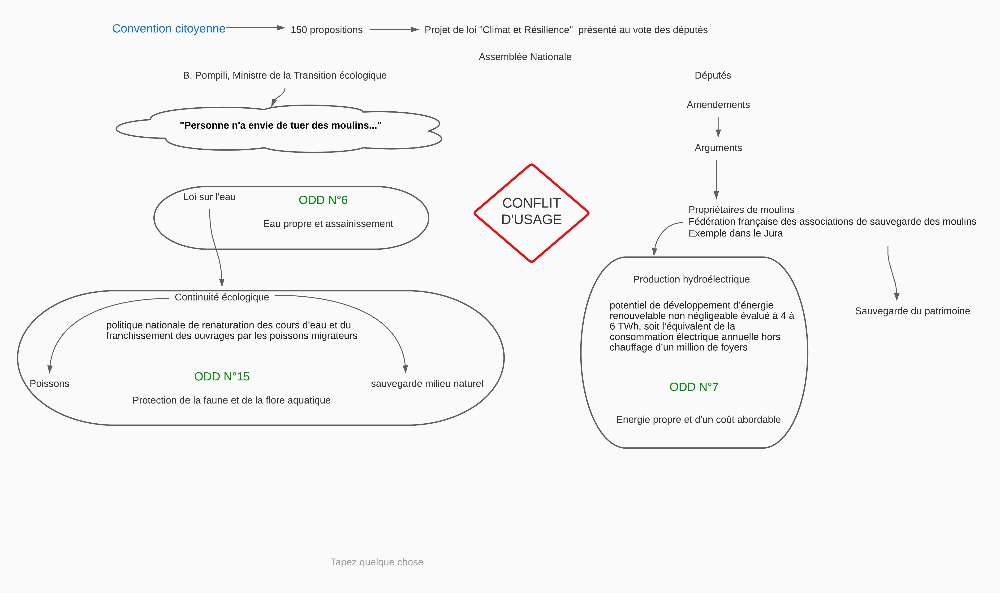 Convention citoyenne
150 propositions
Projet de loi "Climat et Résilience"  présenté au vote des députés
Assemblée Nationale
B. Pompili, Ministre de la Transition écologique
Députés
Amendements
"Personne n'a envie de tuer des moulins..."
Arguments
Loi sur l'eau
ODD N°6
Eau propre et assainissement
CONFLIT
D'USAGE
Propriétaires de moulins
Fédération française des associations de sauvegarde des moulins
Exemple dans le Jura.
Continuité écologique
politique nationale de renaturation des cours d’eau et du
franchissement des ouvrages par les poissons migrateurs
Poissons
ODD N°15
sauvegarde milieu naturel
Protection de la faune et de la flore aquatique
Production hydroélectrique
potentiel de développement d’énergie
renouvelable non négligeable évalué à 4 à
6 TWh, soit l’équivalent de la
consommation électrique annuelle hors
chauffage d’un million de foyers
ODD N°7
Energie propre et d'un coût abordable
Sauvegarde du patrimoine
Tapez quelque chose